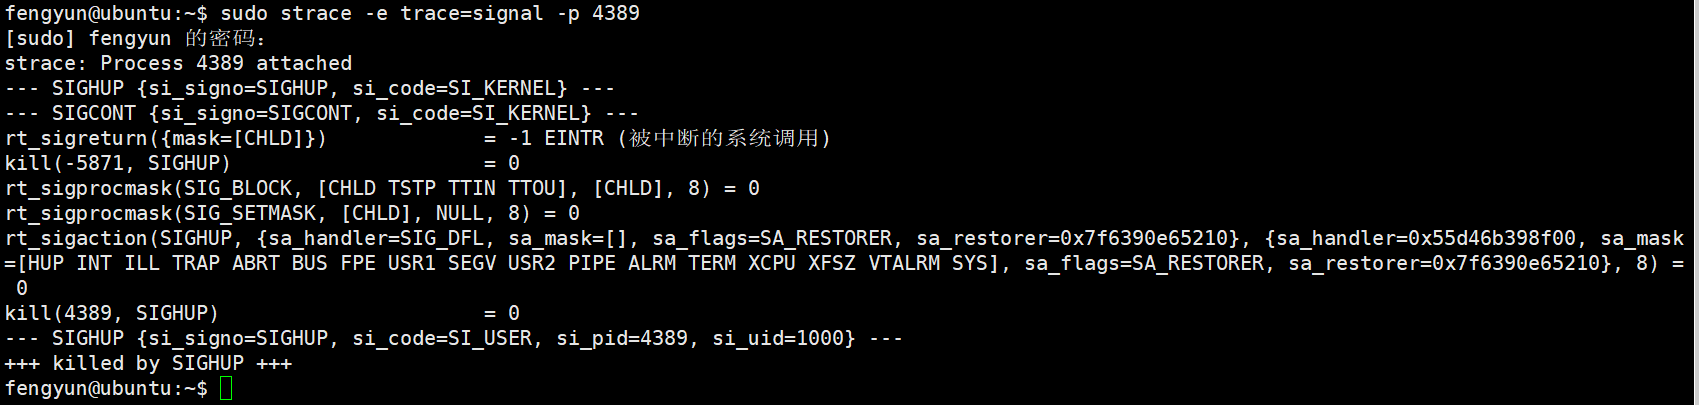 fengyun@ubuntu:~$ sudo strace -e trace=signal -p 4389
[sudo] fengyun 的密码：
strace: Process 4389 attached
--- SIGHUP {si_signo=SIGHUP, si_code=SI_KERNEL} ---
--- SIGCONT {si_signo=SIGCONT, si_code=SI_KERNEL} ---
rt_sigreturn({mask=[CHLD]})             = -1 EINTR (被中断的系统调用)
kill(-5871, SIGHUP)                     = 0
rt_sigprocmask(SIG_BLOCK, [CHLD TSTP TTIN TTOU], [CHLD], 8) = 0
rt_sigprocmask(SIG_SETMASK, [CHLD], NULL, 8) = 0
rt_sigaction(SIGHUP, {sa_handler=SIG_DFL, sa_mask=[], sa_flags=SA_RESTORER, sa_restorer=0x7f6390e65210}, {sa_handler=0x55d46b398f00, sa_mask
=[HUP INT ILL TRAP ABRT BUS FPE USR1 SEGV USR2 PIPE ALRM TERM XCPU XFSZ VTALRM SYS], sa_flags=SA_RESTORER, sa_restorer=0x7f6390e65210}, 8) =
 0
kill(4389, SIGHUP)                      = 0
--- SIGHUP {si_signo=SIGHUP, si_code=SI_USER, si_pid=4389, si_uid=1000} ---
+++ killed by SIGHUP +++
fengyun@ubuntu:~$